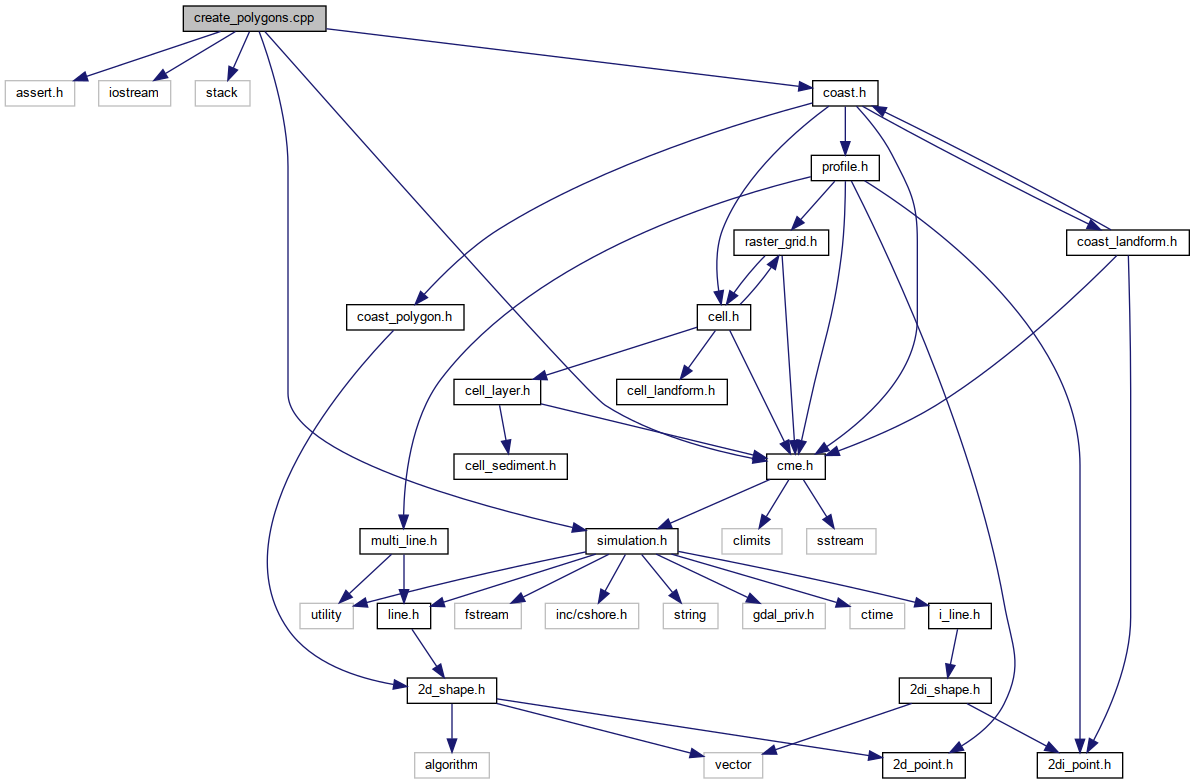 create_polygons.cpp
assert.h
iostream
stack
coast.h
profile.h
raster_grid.h
coast_landform.h
coast_polygon.h
cell.h
cell_layer.h
cell_landform.h
cell_sediment.h
cme.h
multi_line.h
simulation.h
climits
sstream
utility
line.h
fstream
inc/cshore.h
string
gdal_priv.h
ctime
i_line.h
2d_shape.h
2di_shape.h
algorithm
vector
2d_point.h
2di_point.h